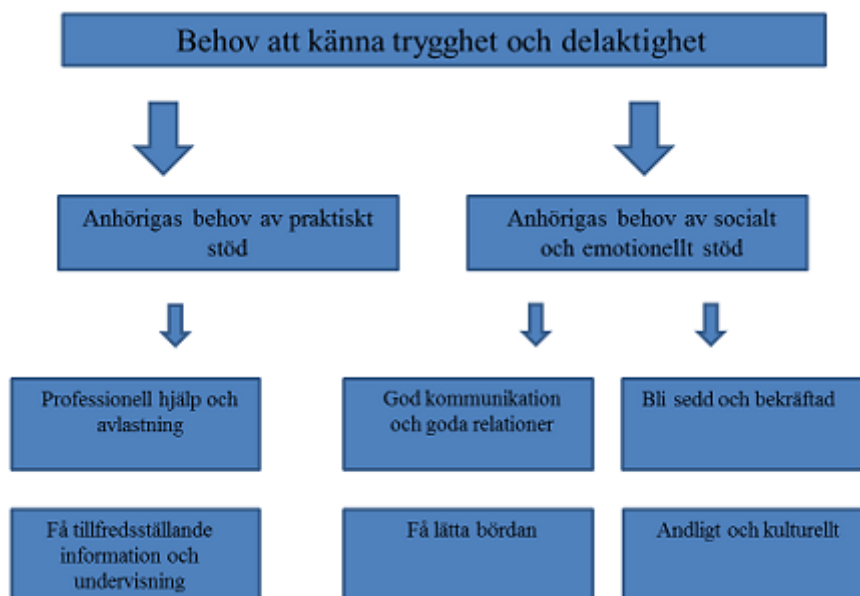 Behov att känna trygghet och delaktighet
Anhörigas behov av praktiskt
stöd
Anhörigas behov av socialt
och emotionellt stöd
Professionell hjälp och
avlastning
God kommunikation
och goda relationer
Bli sedd och bekräftad
Få tillfredsställande
information och
undervisning
Få lätta bördan
Andligt och kulturellt